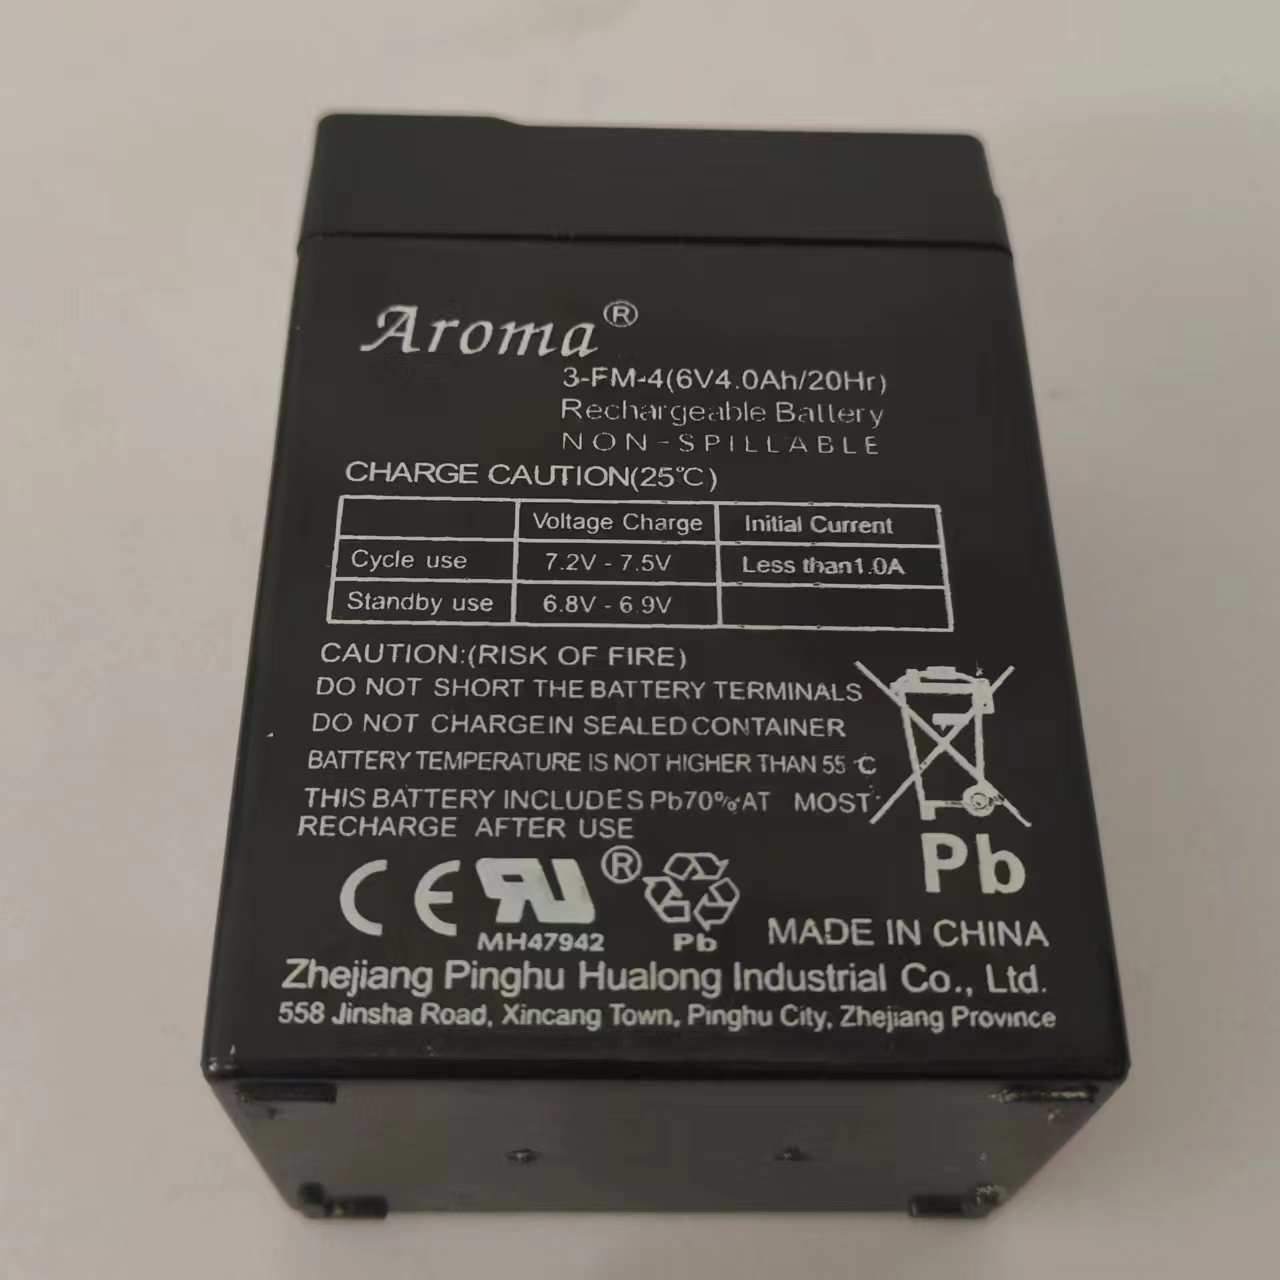 Aroma®
3-FM-4(6V4.0Ah/20Hr)
Rechargeable Battery
NON-SPILLABLE
CHARGE CAUTION(25℃)
Voltage Charge Initial Current
Cycle use 7.2V - 7.5V Less than1.0A
Standby use 6.8V - 6.9V
CAUTION:(RISK OF FIRE)
DO NOT SHORT THE BATTERY TERMINALS
DO NOT CHARGEIN SEALED CONTAINER
BATTERY TEMPERATURE IS NOT HIGHER THAN 55℃
THIS BATTERY INCLUDES Pb70% AT MOST
RECHARGE AFTER USE
Pb
CE RU ®
MH47942 Pb
MADE IN CHINA
Zhejiang Pinghu Hualong Industrial Co., Ltd.
558 Jinsha Road, Xincang Town, Pinghu City, Zhejiang Province